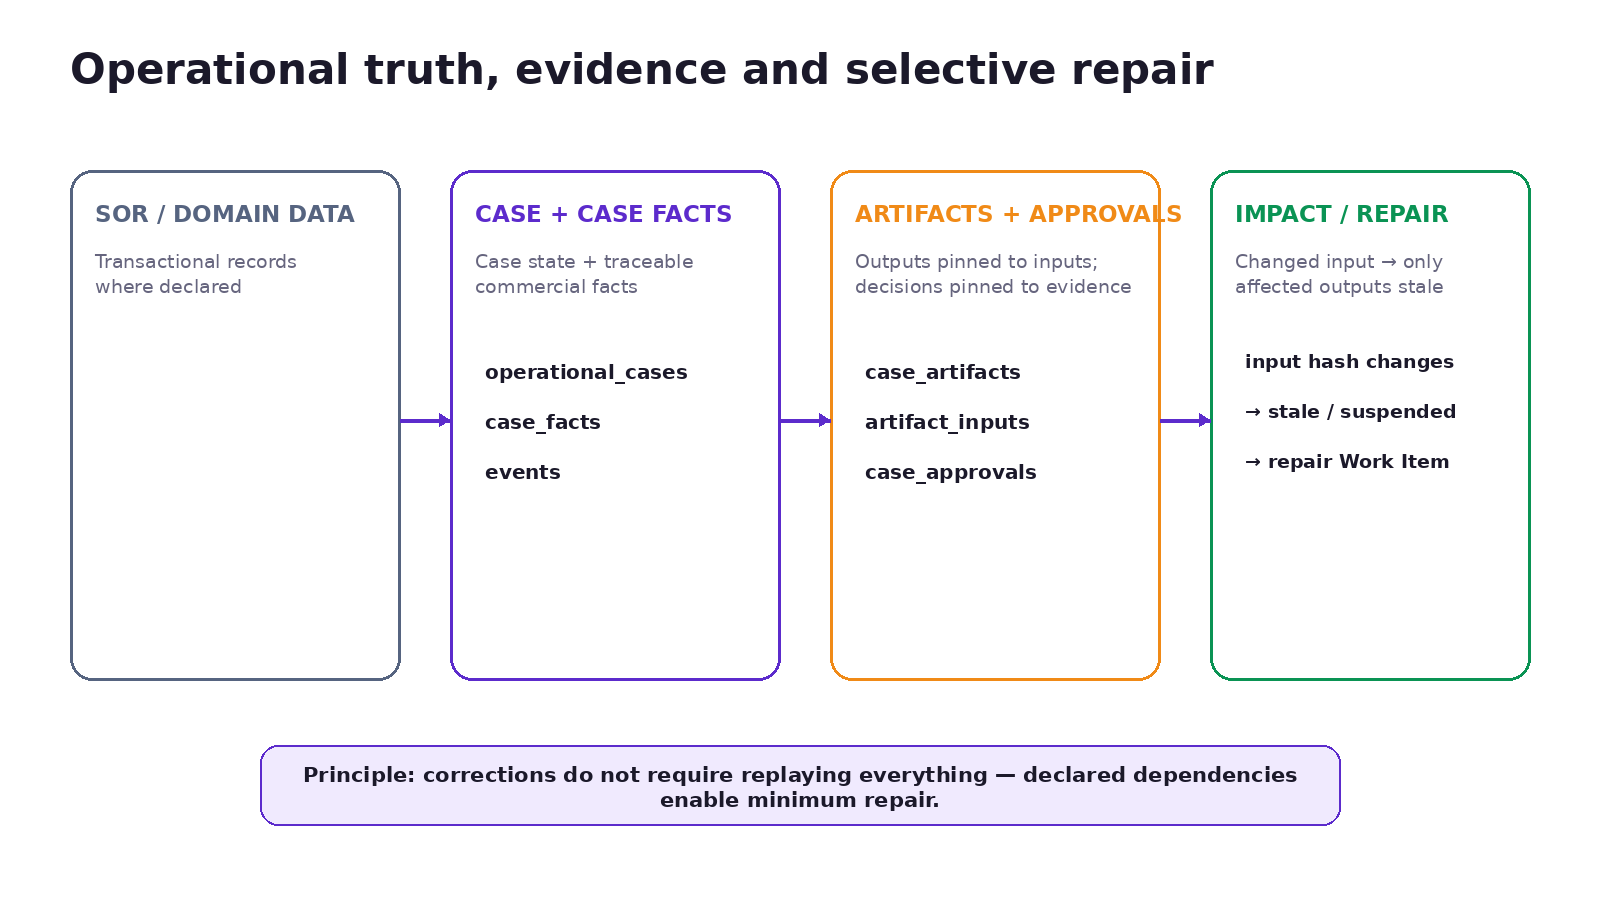 Operational truth, evidence and selective repair
SOR / DOMAIN DATA
Transactional records
where declared
CASE + CASE FACTS
Case state + traceable
commercial facts
operational_cases
case_facts
events
ARTIFACTS + APPROVALS
Outputs pinned to inputs;
decisions pinned to evidence
case_artifacts
artifact_inputs
case_approvals
IMPACT / REPAIR
Changed input → only
affected outputs stale
input hash changes
→ stale / suspended
→ repair Work Item
Principle: corrections do not require replaying everything — declared dependencies
enable minimum repair.